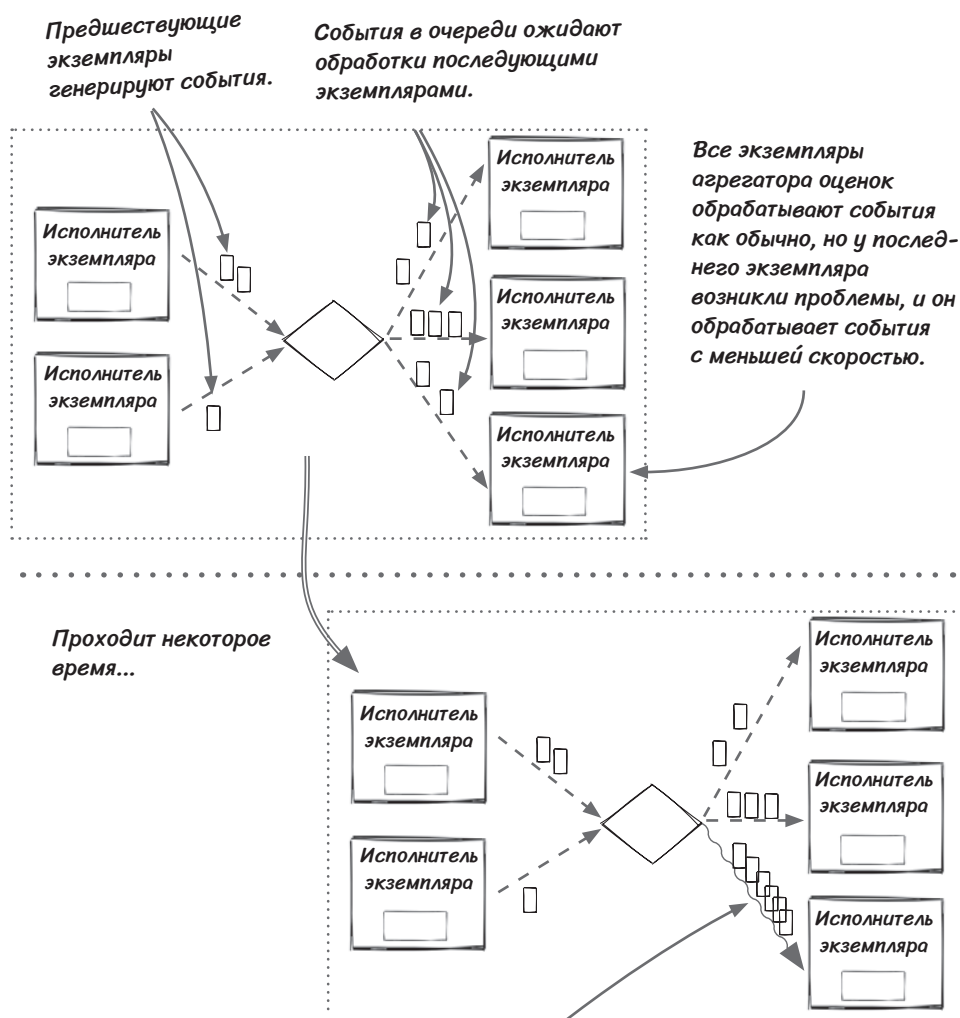 Предшествующие
экземпляры
генерируют события.
События в очереди ожидают
обработки последующими
экземплярами.
Исполнитель
экземпляра
Исполнитель
экземпляра
Исполнитель
экземпляра
Исполнитель
экземпляра
Исполнитель
экземпляра
Все экземпляры
агрегатора оценок
обрабатывают события
как обычно, но у послед-
него экземпляра
возникли проблемы, и он
обрабатывает события
с меньшей скоростью.
Проходит некоторое
время...
Исполнитель
экземпляра
Исполнитель
экземпляра
Исполнитель
экземпляра
Исполнитель
экземпляра
Исполнитель
экземпляра